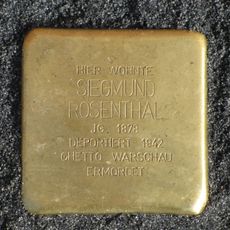 HIER WOHNTE
SIEGMUND
ROSENTHAL
JG. 1878
DEPORTIERT 1942
GHETTO WARSCHAU
ERMORDET